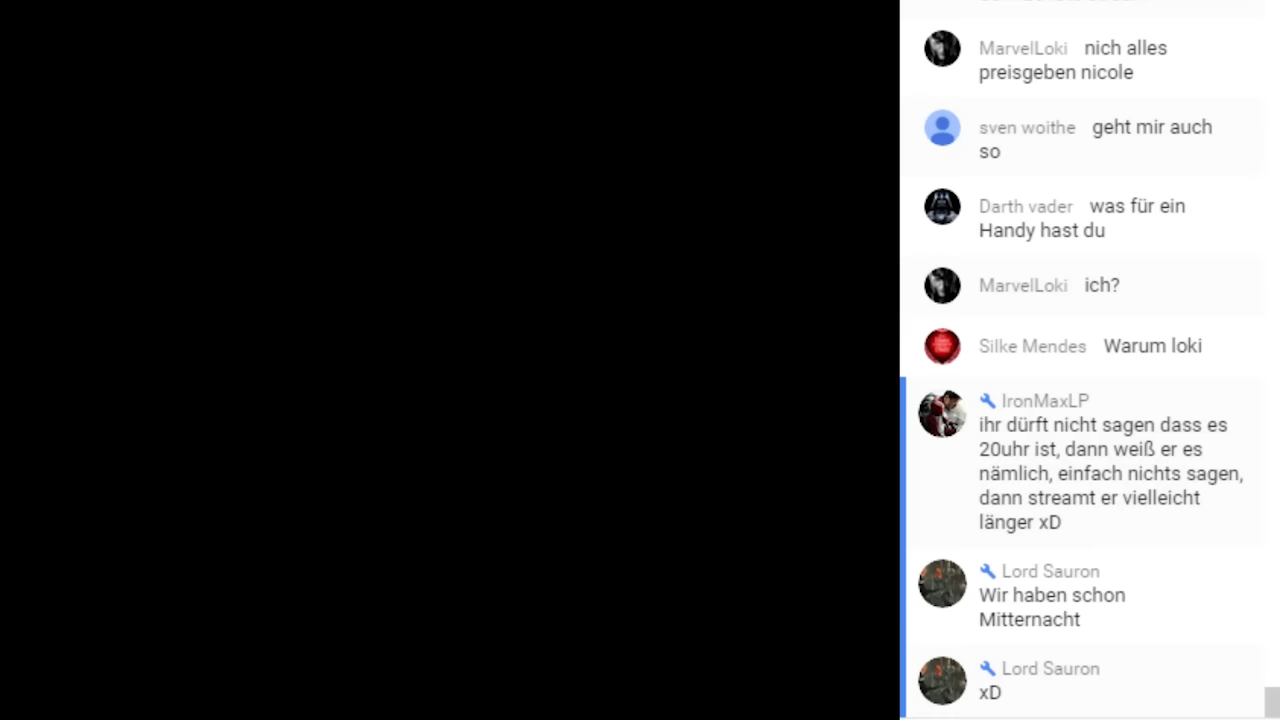 MarvelLoki nich alles
preisgeben nicole
sven woithe geht mir auch
so
Darth vader was für ein
Handy hast du
MarvelLoki ich?
Silke Mendes Warum loki
IronMaxLP
ihr dürft nicht sagen dass es
20uhr ist, dann weiß er es
nämlich, einfach nichts sagen,
dann streamt er vielleicht
länger xD
Lord Sauron
Wir haben schon
Mitternacht
Lord Sauron
xD